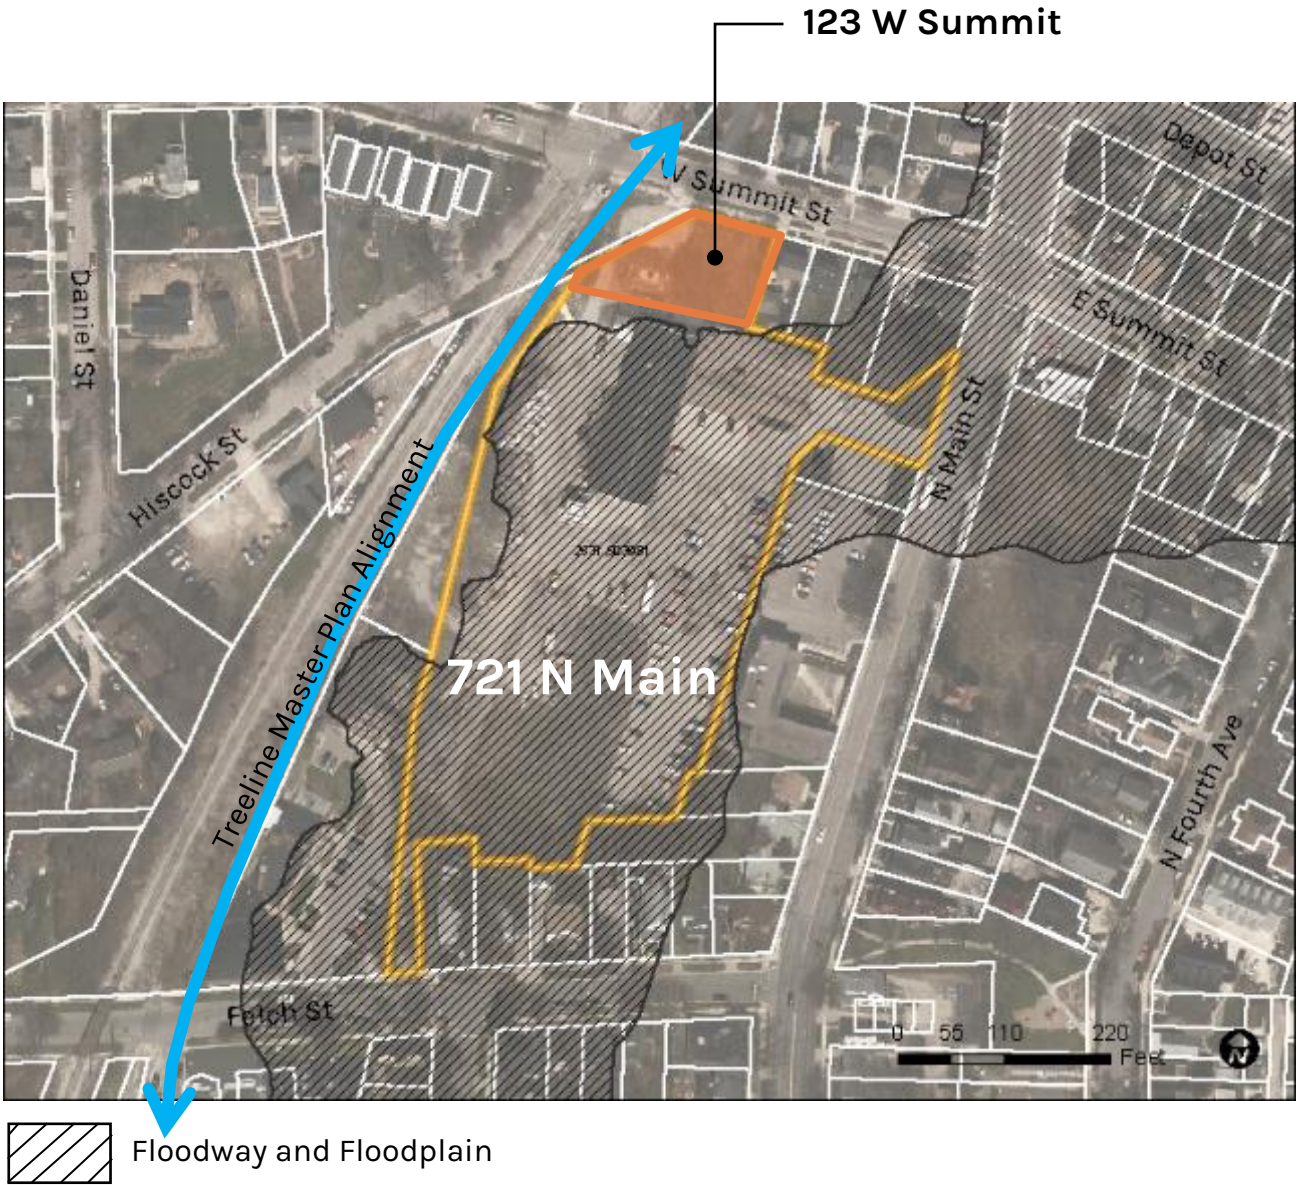 123 W Summit
Depot St
W Summit St
Daniel St
E Summit St
Hiscock St
N Main St
Treeline Master Plan Alignment
721 N Main
N Fourth Ave
Felch St
0 55 110 220
Feet
N
Floodway and Floodplain